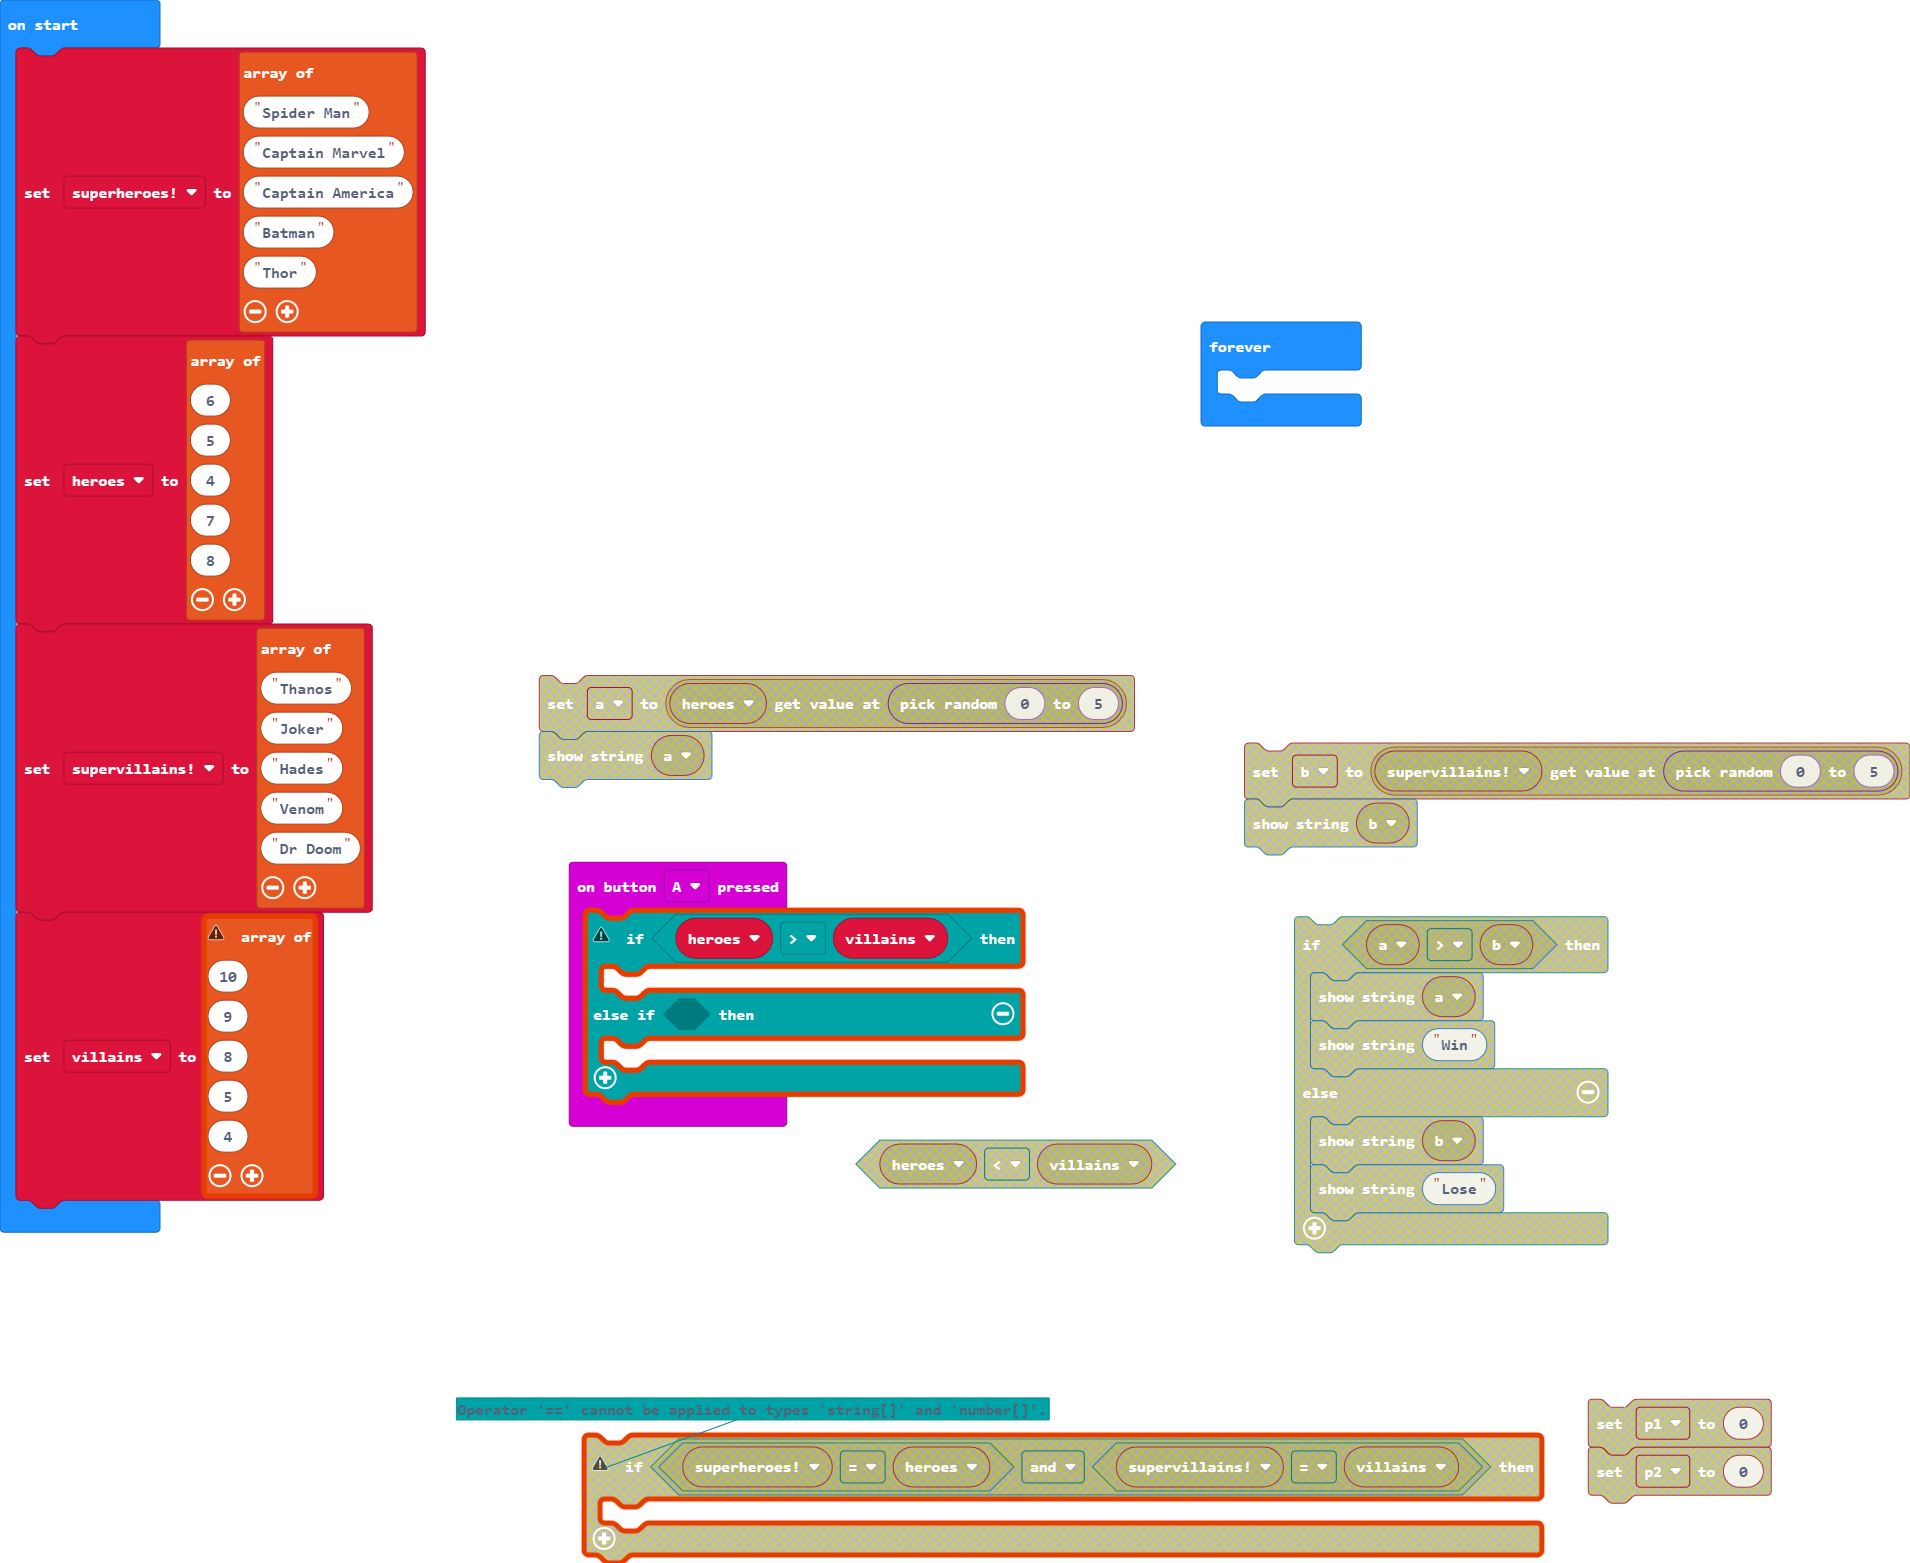 on start
set superheroes! to array of
"Spider Man"
"Captain Marvel"
"Captain America"
"Batman"
"Thor"
set heroes to array of
6
5
4
7
8
set supervillains! to array of
"Thanos"
"Joker"
"Hades"
"Venom"
"Dr Doom"
set villains to array of
10
9
8
5
4
forever
set a to heroes get value at pick random 0 to 5
show string a
set b to supervillains! get value at pick random 0 to 5
show string b
on button A pressed
if heroes > villains then
else if then
heroes < villains
if a > b then
show string a
show string "Win"
else
show string b
show string "Lose"
Operator '==' cannot be applied to types 'string[]' and 'number[]'.
if superheroes! = heroes and supervillains! = villains then
set p1 to 0
set p2 to 0